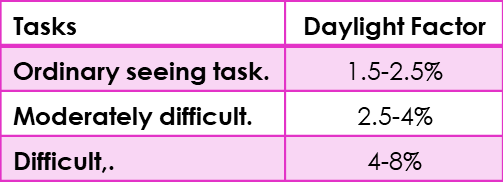 Tasks Daylight Factor
Ordinary seeing task. 1.5-2.5%
Moderately difficult. 2.5-4%
Difficult,. 4-8%